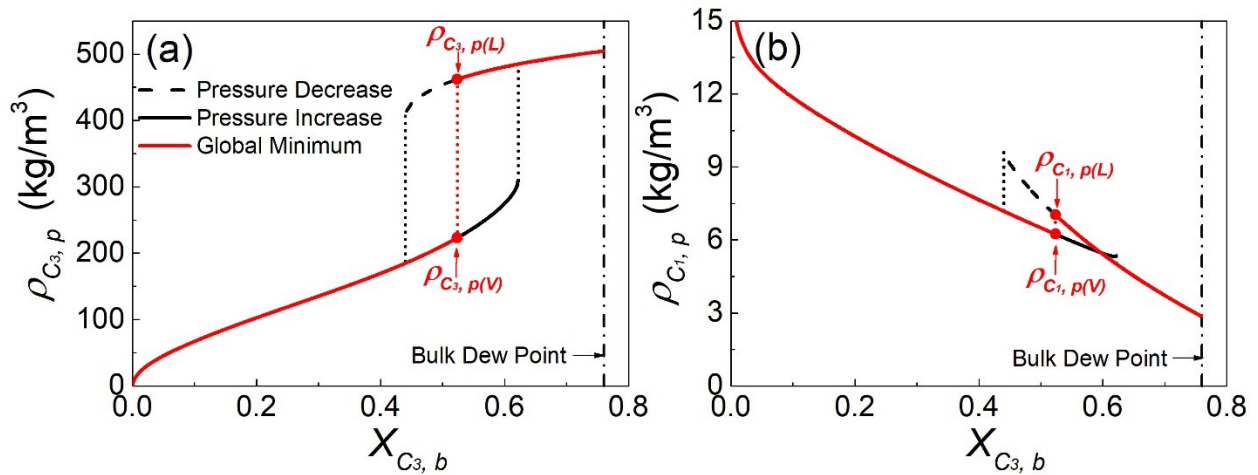 (a)
ρC3, p (kg/m3)
500
400
300
200
100
0
ρC3, p(L)
Pressure Decrease
Pressure Increase
Global Minimum
ρC3, p(V)
Bulk Dew Point
0.0 0.2 0.4 0.6 0.8
XC3, b
(b)
ρC1, p (kg/m3)
15
12
9
6
3
0
ρC1, p(L)
ρC1, p(V)
Bulk Dew Point
0.0 0.2 0.4 0.6 0.8
XC3, b